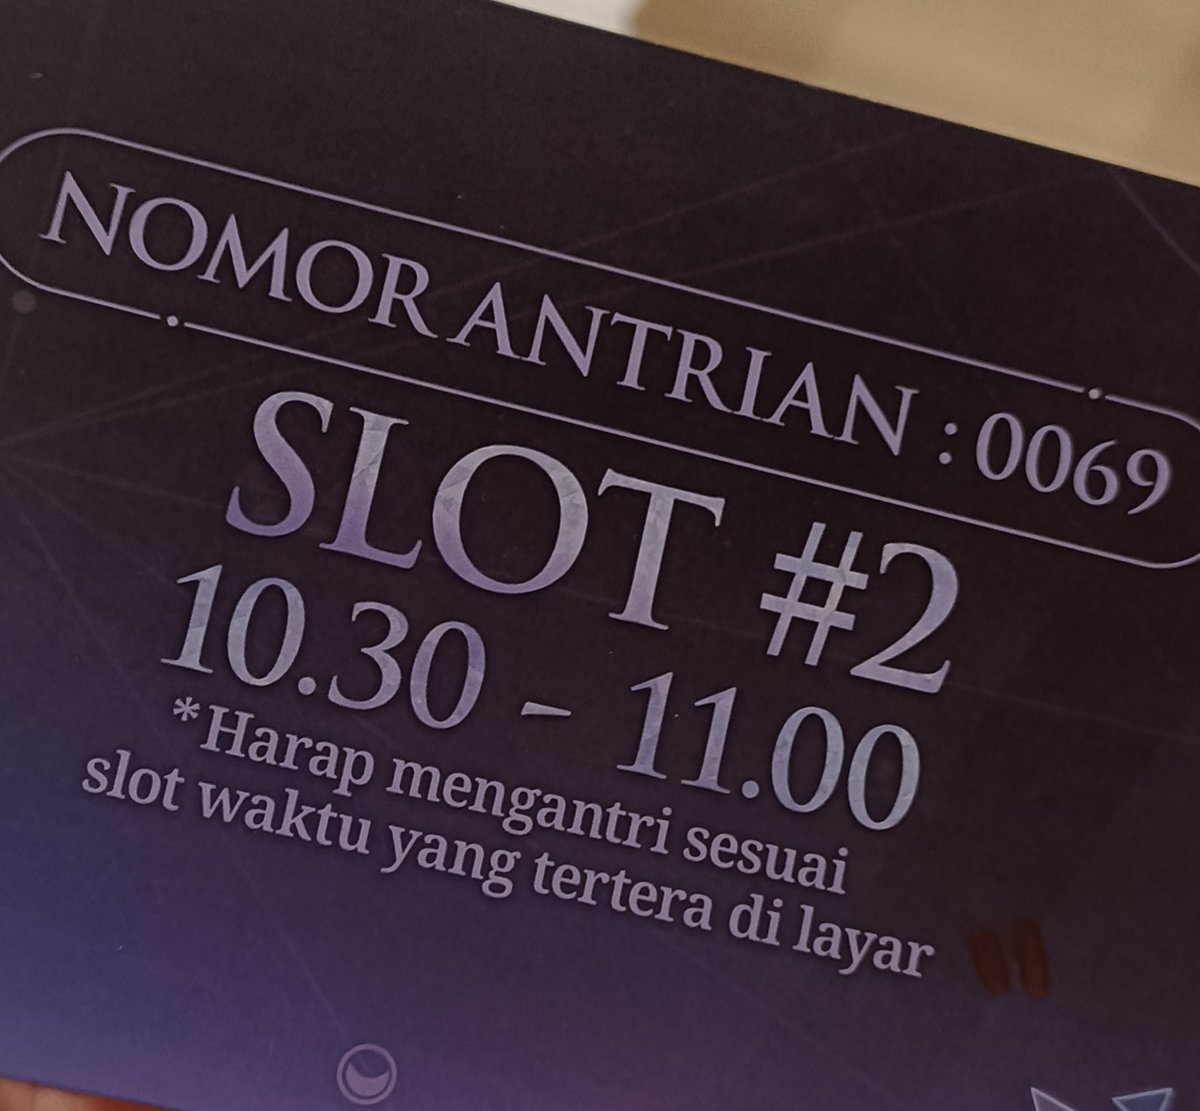 NOMOR ANTRIAN : 0069
SLOT #2
10.30 - 11.00
*Harap mengantri sesuai
slot waktu yang tertera di layar